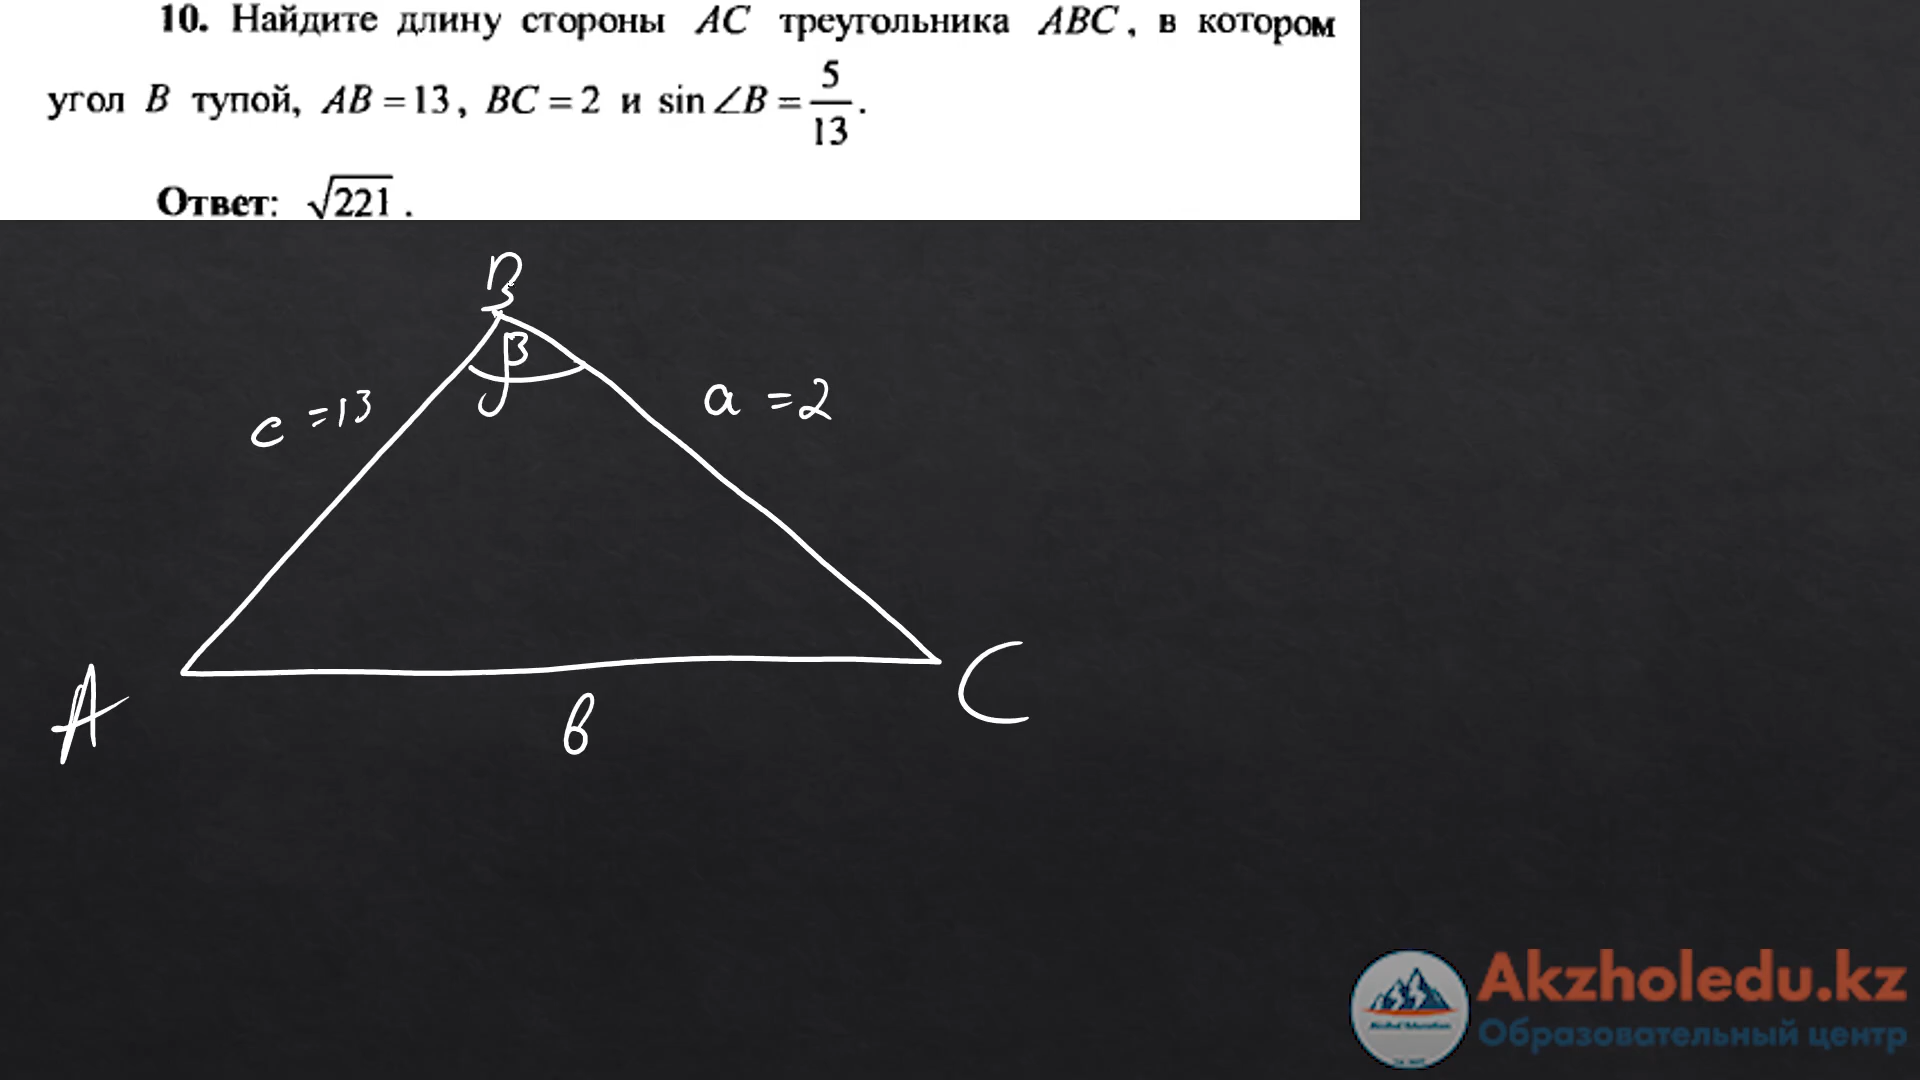 10. Найдите длину стороны AC треугольника ABC, в котором
угол B тупой, AB = 13, BC = 2 и sin ∠B = 5/13.
Ответ: √221.
B
β
c = 13
a = 2
A
C
в
Akzholedu.kz
Образовательный центр